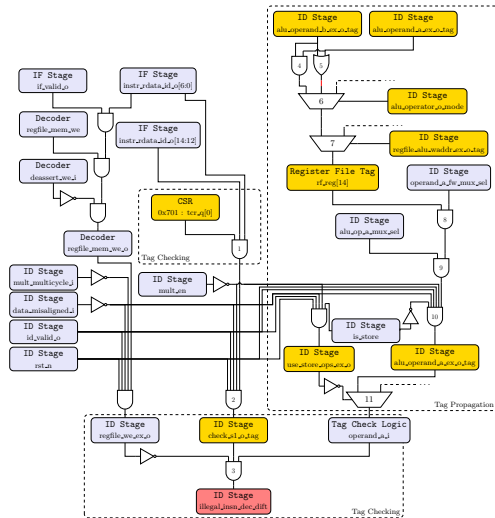 ID Stage
alu_operand_b_ex_o_tag
ID Stage
alu_operand_a_ex_o_tag
4
5
IF Stage
if_valid_o
IF Stage
instr_rdata_id_o[6:0]
6
ID Stage
alu_operator_o_mode
Decoder
regfile_mem_we
IF Stage
instr_rdata_id_o[14:12]
7
ID Stage
regfile_alu_waddr_ex_o_tag
Decoder
deassert_we_i
Register File Tag
rf_reg[14]
ID Stage
operand_a_fw_mux_sel
CSR
0x701 : tcr_q[0]
8
ID Stage
alu_op_a_mux_sel
Decoder
regfile_mem_we_o
1
Tag Checking
9
ID Stage
mult_multicycle_i
ID Stage
mult_en
ID Stage
data_misaligned_i
ID Stage
id_valid_o
10
ID Stage
is_store
ID Stage
rst_n
ID Stage
use_store_ops_ex_o
ID Stage
alu_operand_a_ex_o_tag
2
11
Tag Propagation
ID Stage
regfile_we_ex_o
ID Stage
check_s1_o_tag
Tag Check Logic
operand_a_i
3
ID Stage
illegal_insn_dec_dift
Tag Checking